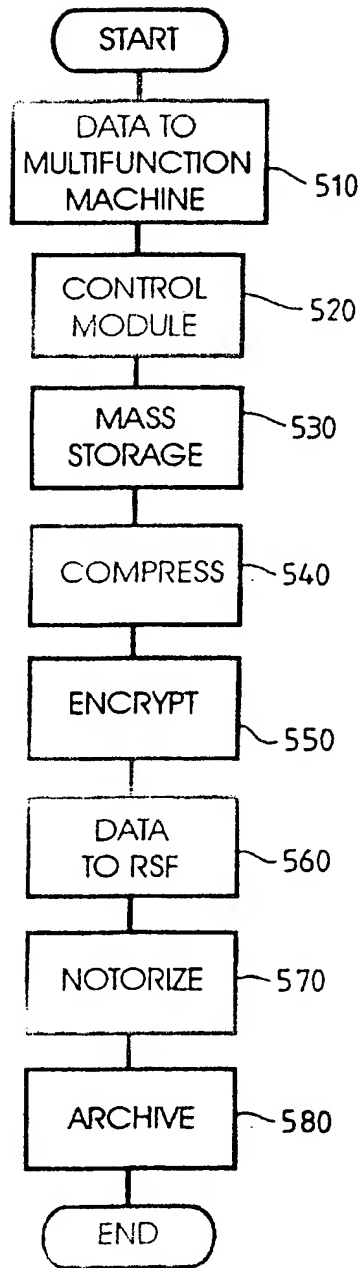 START
DATA TO
MULTIFUNCTION
MACHINE
510
CONTROL
MODULE
520
MASS
STORAGE
530
COMPRESS
540
ENCRYPT
550
DATA
TO RSF
560
NOTORIZE
570
ARCHIVE
580
END